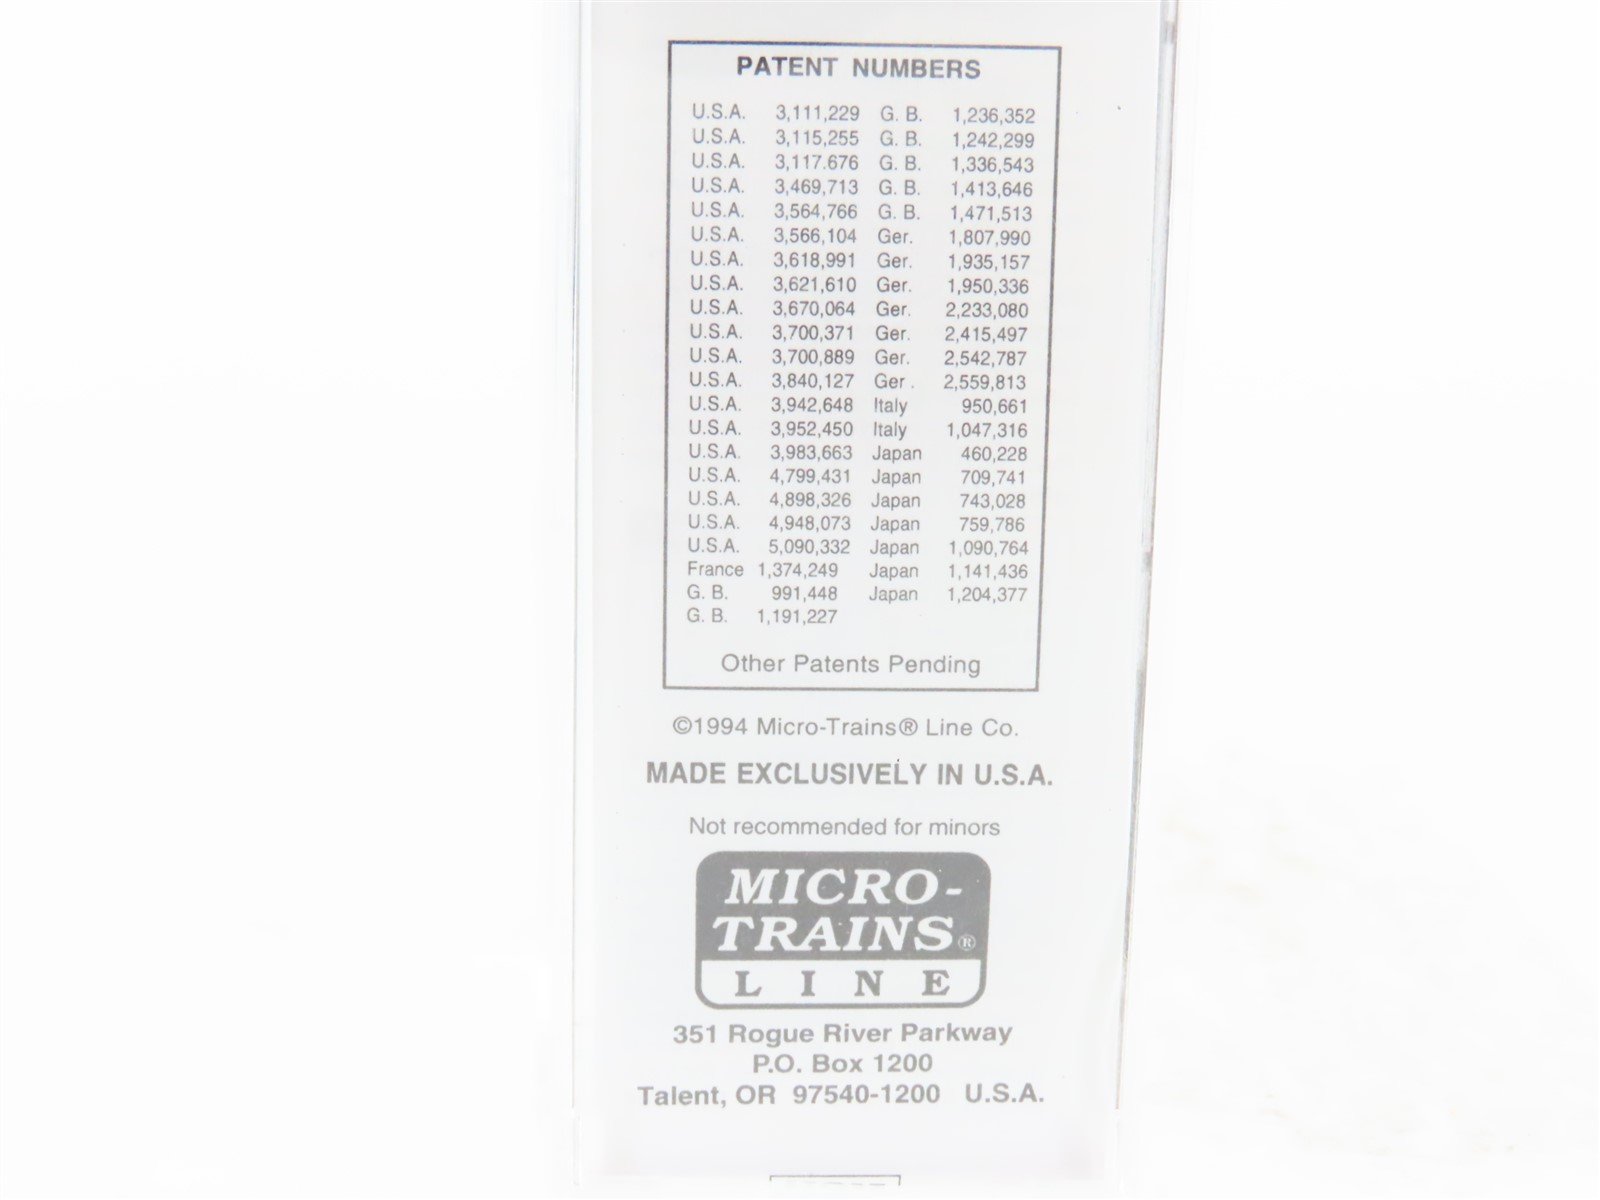 PATENT NUMBERS
U.S.A. 3,111,229 G. B. 1,236,352
U.S.A. 3,115,255 G. B. 1,242,299
U.S.A. 3,117.676 G. B. 1,336,543
U.S.A. 3,469,713 G. B. 1,413,646
U.S.A. 3,564,766 G. B. 1,471,513
U.S.A. 3,566,104 Ger. 1,807,990
U.S.A. 3,618,991 Ger. 1,935,157
U.S.A. 3,621,610 Ger. 1,950,336
U.S.A. 3,670,064 Ger. 2,233,080
U.S.A. 3,700,371 Ger. 2,415,497
U.S.A. 3,700,889 Ger. 2,542,787
U.S.A. 3,840,127 Ger . 2,559,813
U.S.A. 3,942,648 Italy 950,661
U.S.A. 3,952,450 Italy 1,047,316
U.S.A. 3,983,663 Japan 460,228
U.S.A. 4,799,431 Japan 709,741
U.S.A. 4,898,326 Japan 743,028
U.S.A. 4,948,073 Japan 759,786
U.S.A. 5,090,332 Japan 1,090,764
France 1,374,249 Japan 1,141,436
G. B. 991,448 Japan 1,204,377
G. B. 1,191,227
Other Patents Pending
©1994 Micro-Trains® Line Co.
MADE EXCLUSIVELY IN U.S.A.
Not recommended for minors
MICRO-
TRAINS®
LINE
351 Rogue River Parkway
P.O. Box 1200
Talent, OR 97540-1200 U.S.A.